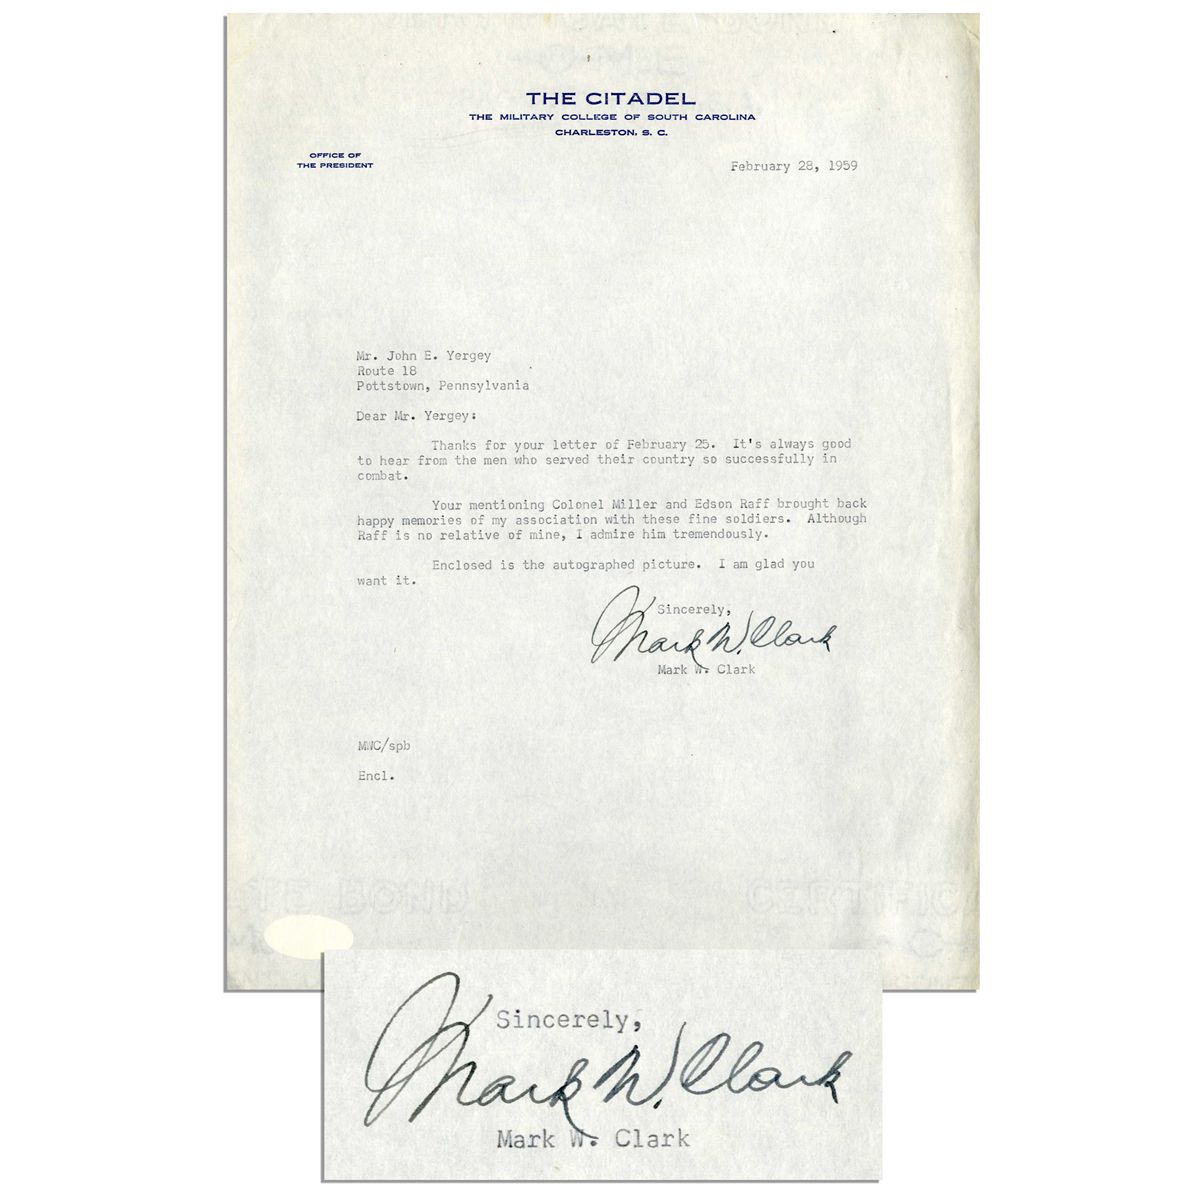 THE CITADEL
THE MILITARY COLLEGE OF SOUTH CAROLINA
CHARLESTON, S. C.
OFFICE OF
THE PRESIDENT
February 28, 1959
Mr. John E. Yergey
Route 18
Pottstown, Pennsylvania
Dear Mr. Yergey:
Thanks for your letter of February 25. It's always good
to hear from the men who served their country so successfully in
combat.
Your mentioning Colonel Miller and Edson Raff brought back
happy memories of my association with these fine soldiers. Although
Raff is no relative of mine, I admire him tremendously.
Enclosed is the autographed picture. I am glad you
want it.
Sincerely,
Mark W. Clark
Mark W. Clark
MWC/spb
Encl.
TE BOND CERTIFICA
Sincerely,
Mark W. Clark
Mark W. Clark